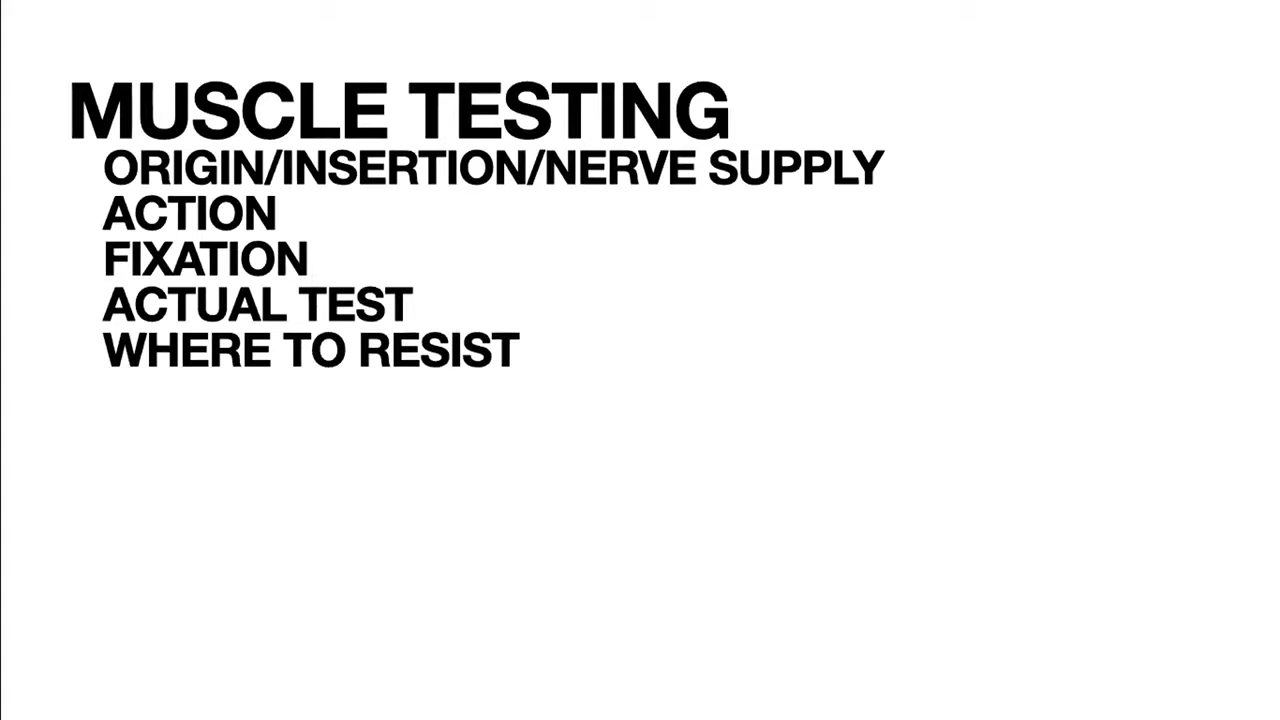 MUSCLE TESTING
ORIGIN/INSERTION/NERVE SUPPLY
ACTION
FIXATION
ACTUAL TEST
WHERE TO RESIST